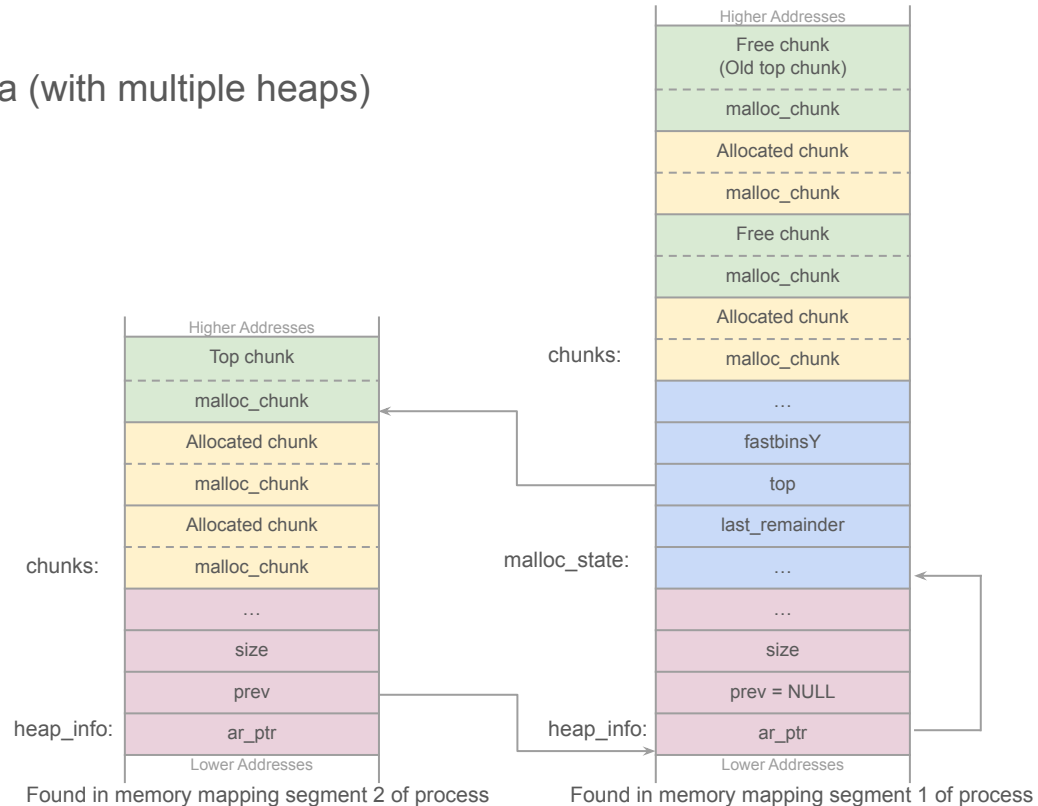 a (with multiple heaps)
Higher Addresses
Top chunk
malloc_chunk
Allocated chunk
malloc_chunk
Allocated chunk
chunks:
malloc_chunk
…
size
prev
heap_info:
ar_ptr
Lower Addresses
Found in memory mapping segment 2 of process
Higher Addresses
Free chunk
(Old top chunk)
malloc_chunk
Allocated chunk
malloc_chunk
Free chunk
malloc_chunk
Allocated chunk
chunks:
malloc_chunk
…
fastbinsY
top
last_remainder
malloc_state:
…
…
size
prev = NULL
heap_info:
ar_ptr
Lower Addresses
Found in memory mapping segment 1 of process